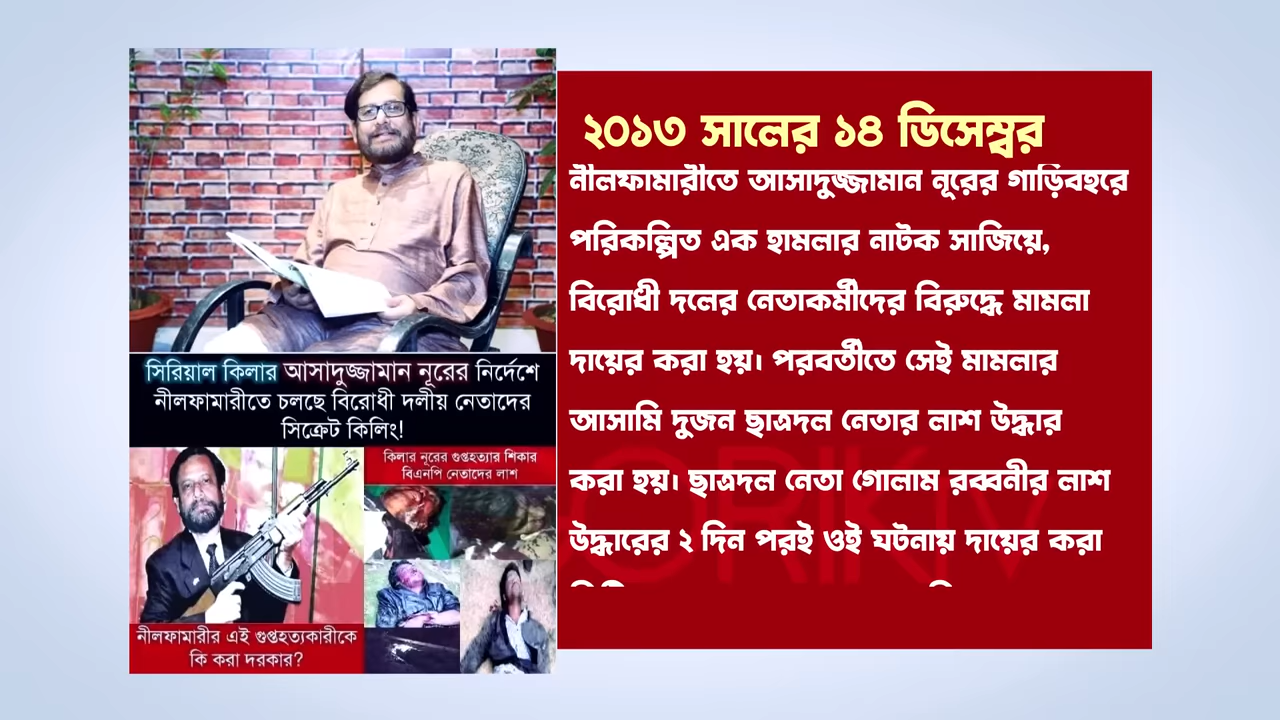 ২০১৩ সালের ১৪ ডিসেম্বর
নীলফামারীতে আসাদুজ্জামান নূরের গাড়িবহরে
পরিকল্পিত এক হামলার নাটক সাজিয়ে,
বিরোধী দলের নেতাকর্মীদের বিরুদ্ধে মামলা
দায়ের করা হয়। পরবর্তীতে সেই মামলার
আসামি দুজন ছাত্রদল নেতার লাশ উদ্ধার
করা হয়। ছাত্রদল নেতা গোলাম রব্বনীর লাশ
উদ্ধারের ২ দিন পরই ওই ঘটনায় দায়ের করা
সিরিয়াল কিলার আসাদুজ্জামান নূরের নির্দেশে
নীলফামারীতে চলছে বিরোধী দলীয় নেতাদের
সিক্রেট কিলিং!
কিলার নূরের গুপ্তহত্যার শিকার
বিএনপি নেতাদের লাশ
নীলফামারীর এই গুপ্তহত্যকারীকে
কি করা দরকার?